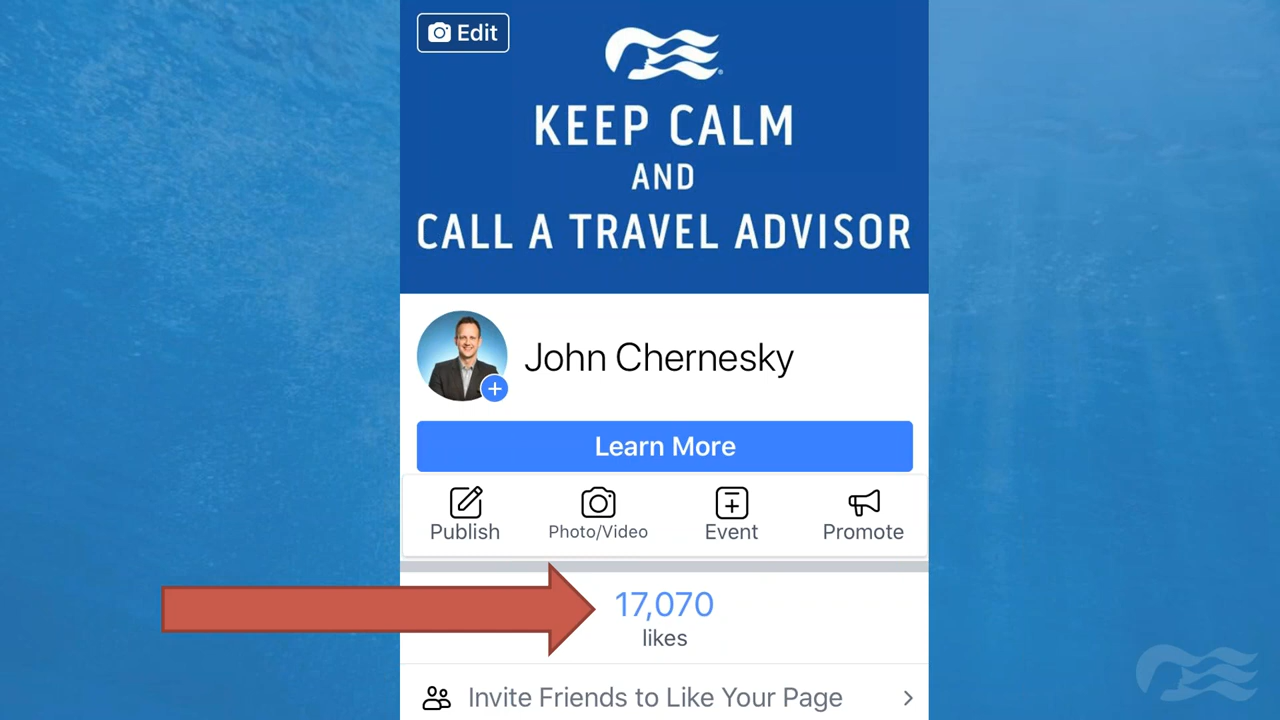 Edit
KEEP CALM
AND
CALL A TRAVEL ADVISOR
John Chernesky
Learn More
Publish
Photo/Video
Event
Promote
17,070
likes
Invite Friends to Like Your Page